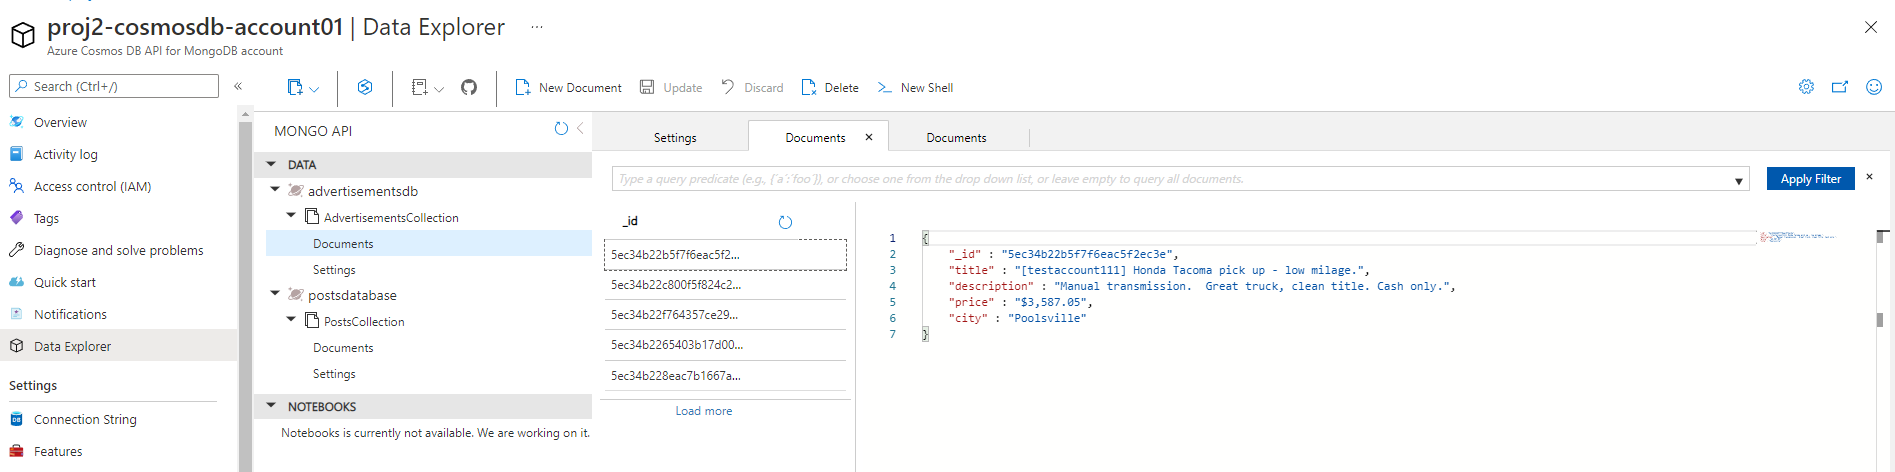 proj2-cosmosdb-account01 | Data Explorer ...
Azure Cosmos DB API for MongoDB account
Search (Ctrl+/)
«
New Document
Update
Discard
Delete
New Shell
Overview
Activity log
Access control (IAM)
Tags
Diagnose and solve problems
Quick start
Notifications
Data Explorer
Settings
Connection String
Features
MONGO API
DATA
advertisementsdb
AdvertisementsCollection
Documents
Settings
postsdatabase
PostsCollection
Documents
Settings
NOTEBOOKS
Notebooks is currently not available. We are working on it.
Settings
Documents
Documents
Type a query predicate (e.g., {´a´:´foo´}), or choose one from the drop down list, or leave empty to query all documents.
Apply Filter
_id
5ec34b22b5f7f6eac5f2...
5ec34b22c800f5f824c2...
5ec34b22f764357ce29...
5ec34b2265403b17d00...
5ec34b228eac7b1667a...
Load more
1 {
2 "_id" : "5ec34b22b5f7f6eac5f2ec3e",
3 "title" : "[testaccount111] Honda Tacoma pick up - low milage.",
4 "description" : "Manual transmission.  Great truck, clean title. Cash only.",
5 "price" : "$3,587.05",
6 "city" : "Poolsville"
7 }